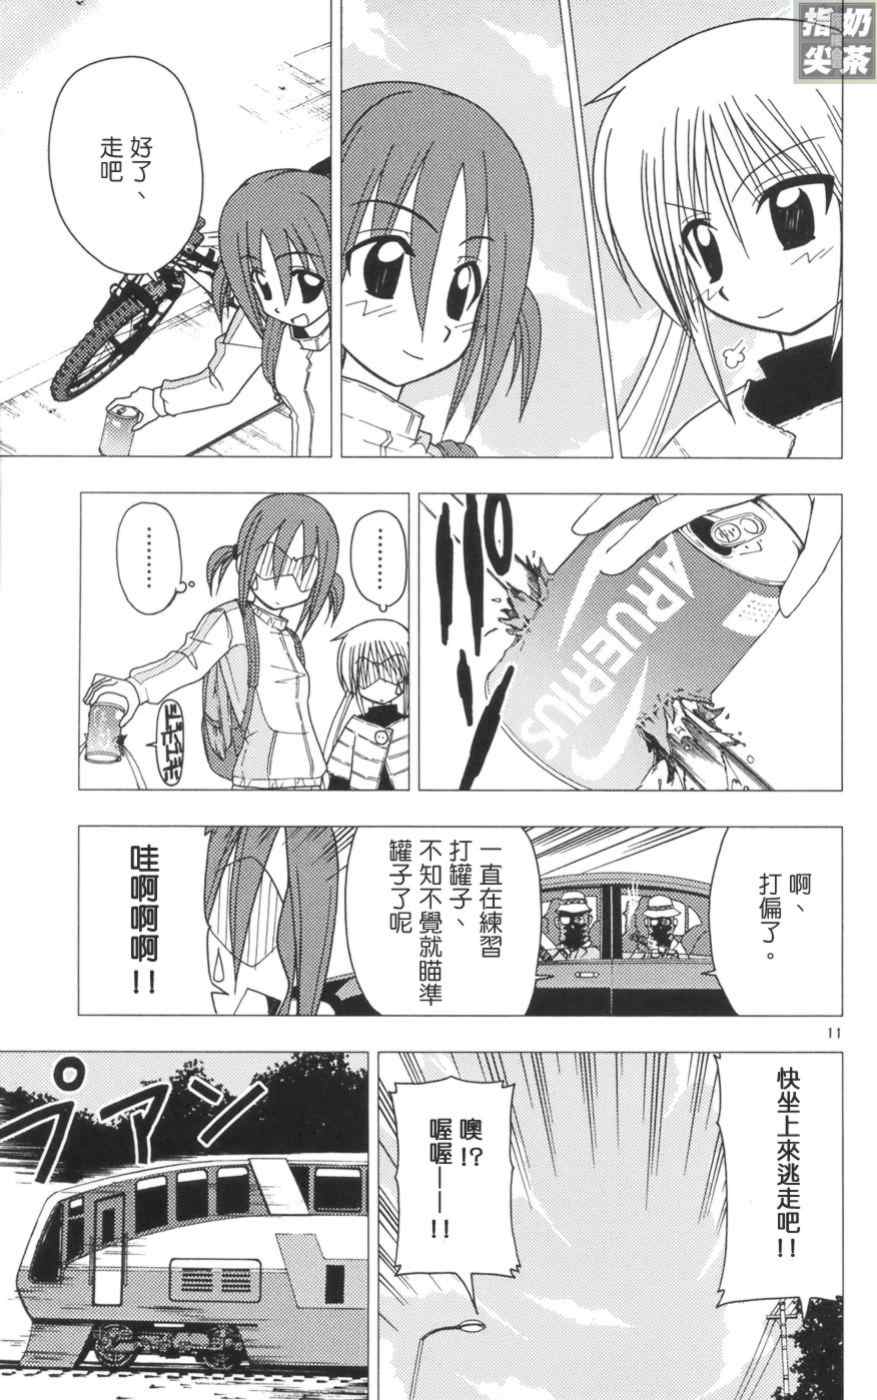 指奶
尖茶
好了、
走吧
ARUERIUS
………
………
啊、
打偏了。
一直在練習
打罐子、
不知不覺就瞄準
罐子了呢
哇啊啊啊!!
11
快坐上來逃走吧!!
噢!?
喔喔——!!
プァン